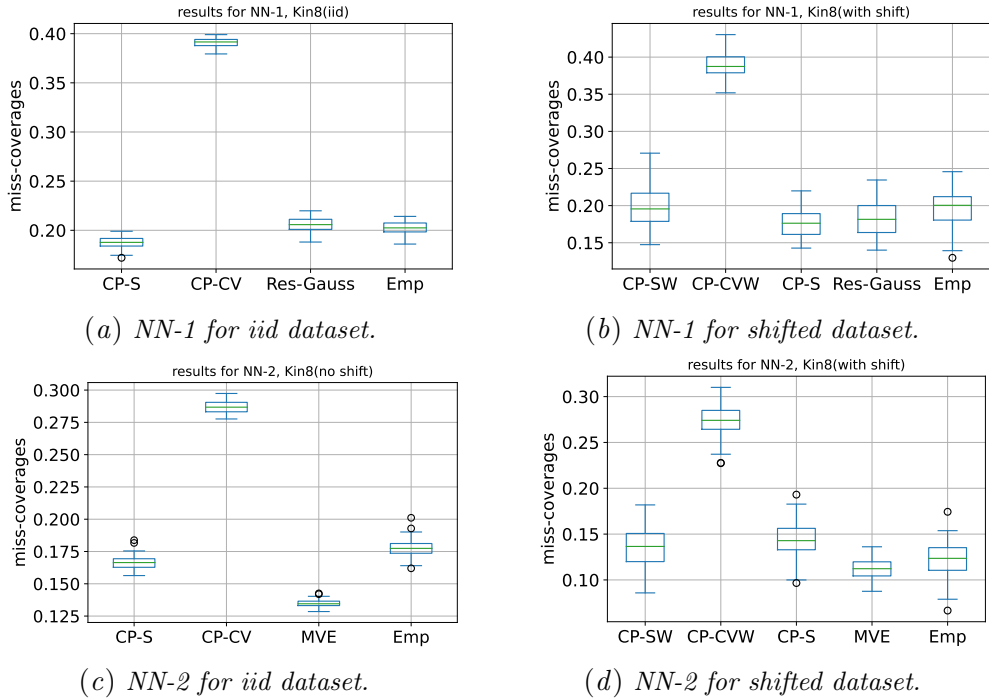 results for NN-1, Kin8(iid)
miss-coverages
0.40
0.35
0.30
0.25
0.20
CP-S CP-CV Res-Gauss Emp
(a) NN-1 for iid dataset.
results for NN-1, Kin8(with shift)
miss-coverages
0.40
0.35
0.30
0.25
0.20
0.15
CP-SW CP-CVW CP-S Res-Gauss Emp
(b) NN-1 for shifted dataset.
results for NN-2, Kin8(no shift)
miss-coverages
0.300
0.275
0.250
0.225
0.200
0.175
0.150
0.125
CP-S CP-CV MVE Emp
(c) NN-2 for iid dataset.
results for NN-2, Kin8(with shift)
miss-coverages
0.30
0.25
0.20
0.15
0.10
CP-SW CP-CVW CP-S MVE Emp
(d) NN-2 for shifted dataset.